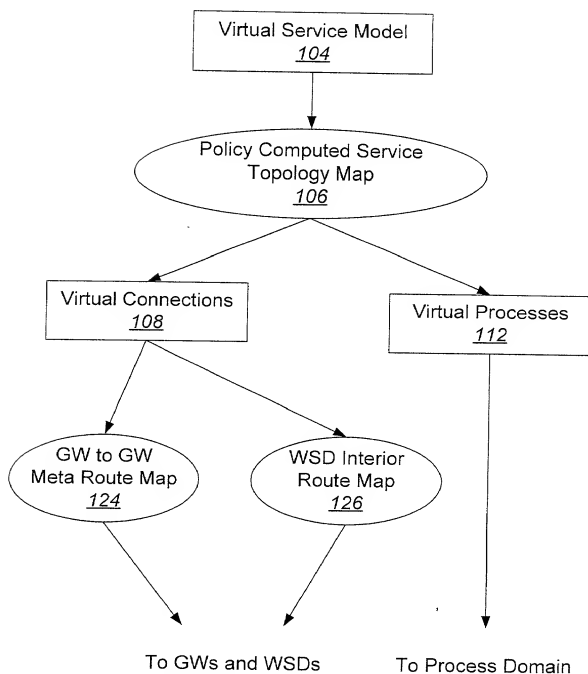 Virtual Service Model
104
Policy Computed Service
Topology Map
106
Virtual Connections
108
Virtual Processes
112
GW to GW
Meta Route Map
124
WSD Interior
Route Map
126
To GWs and WSDs
To Process Domain